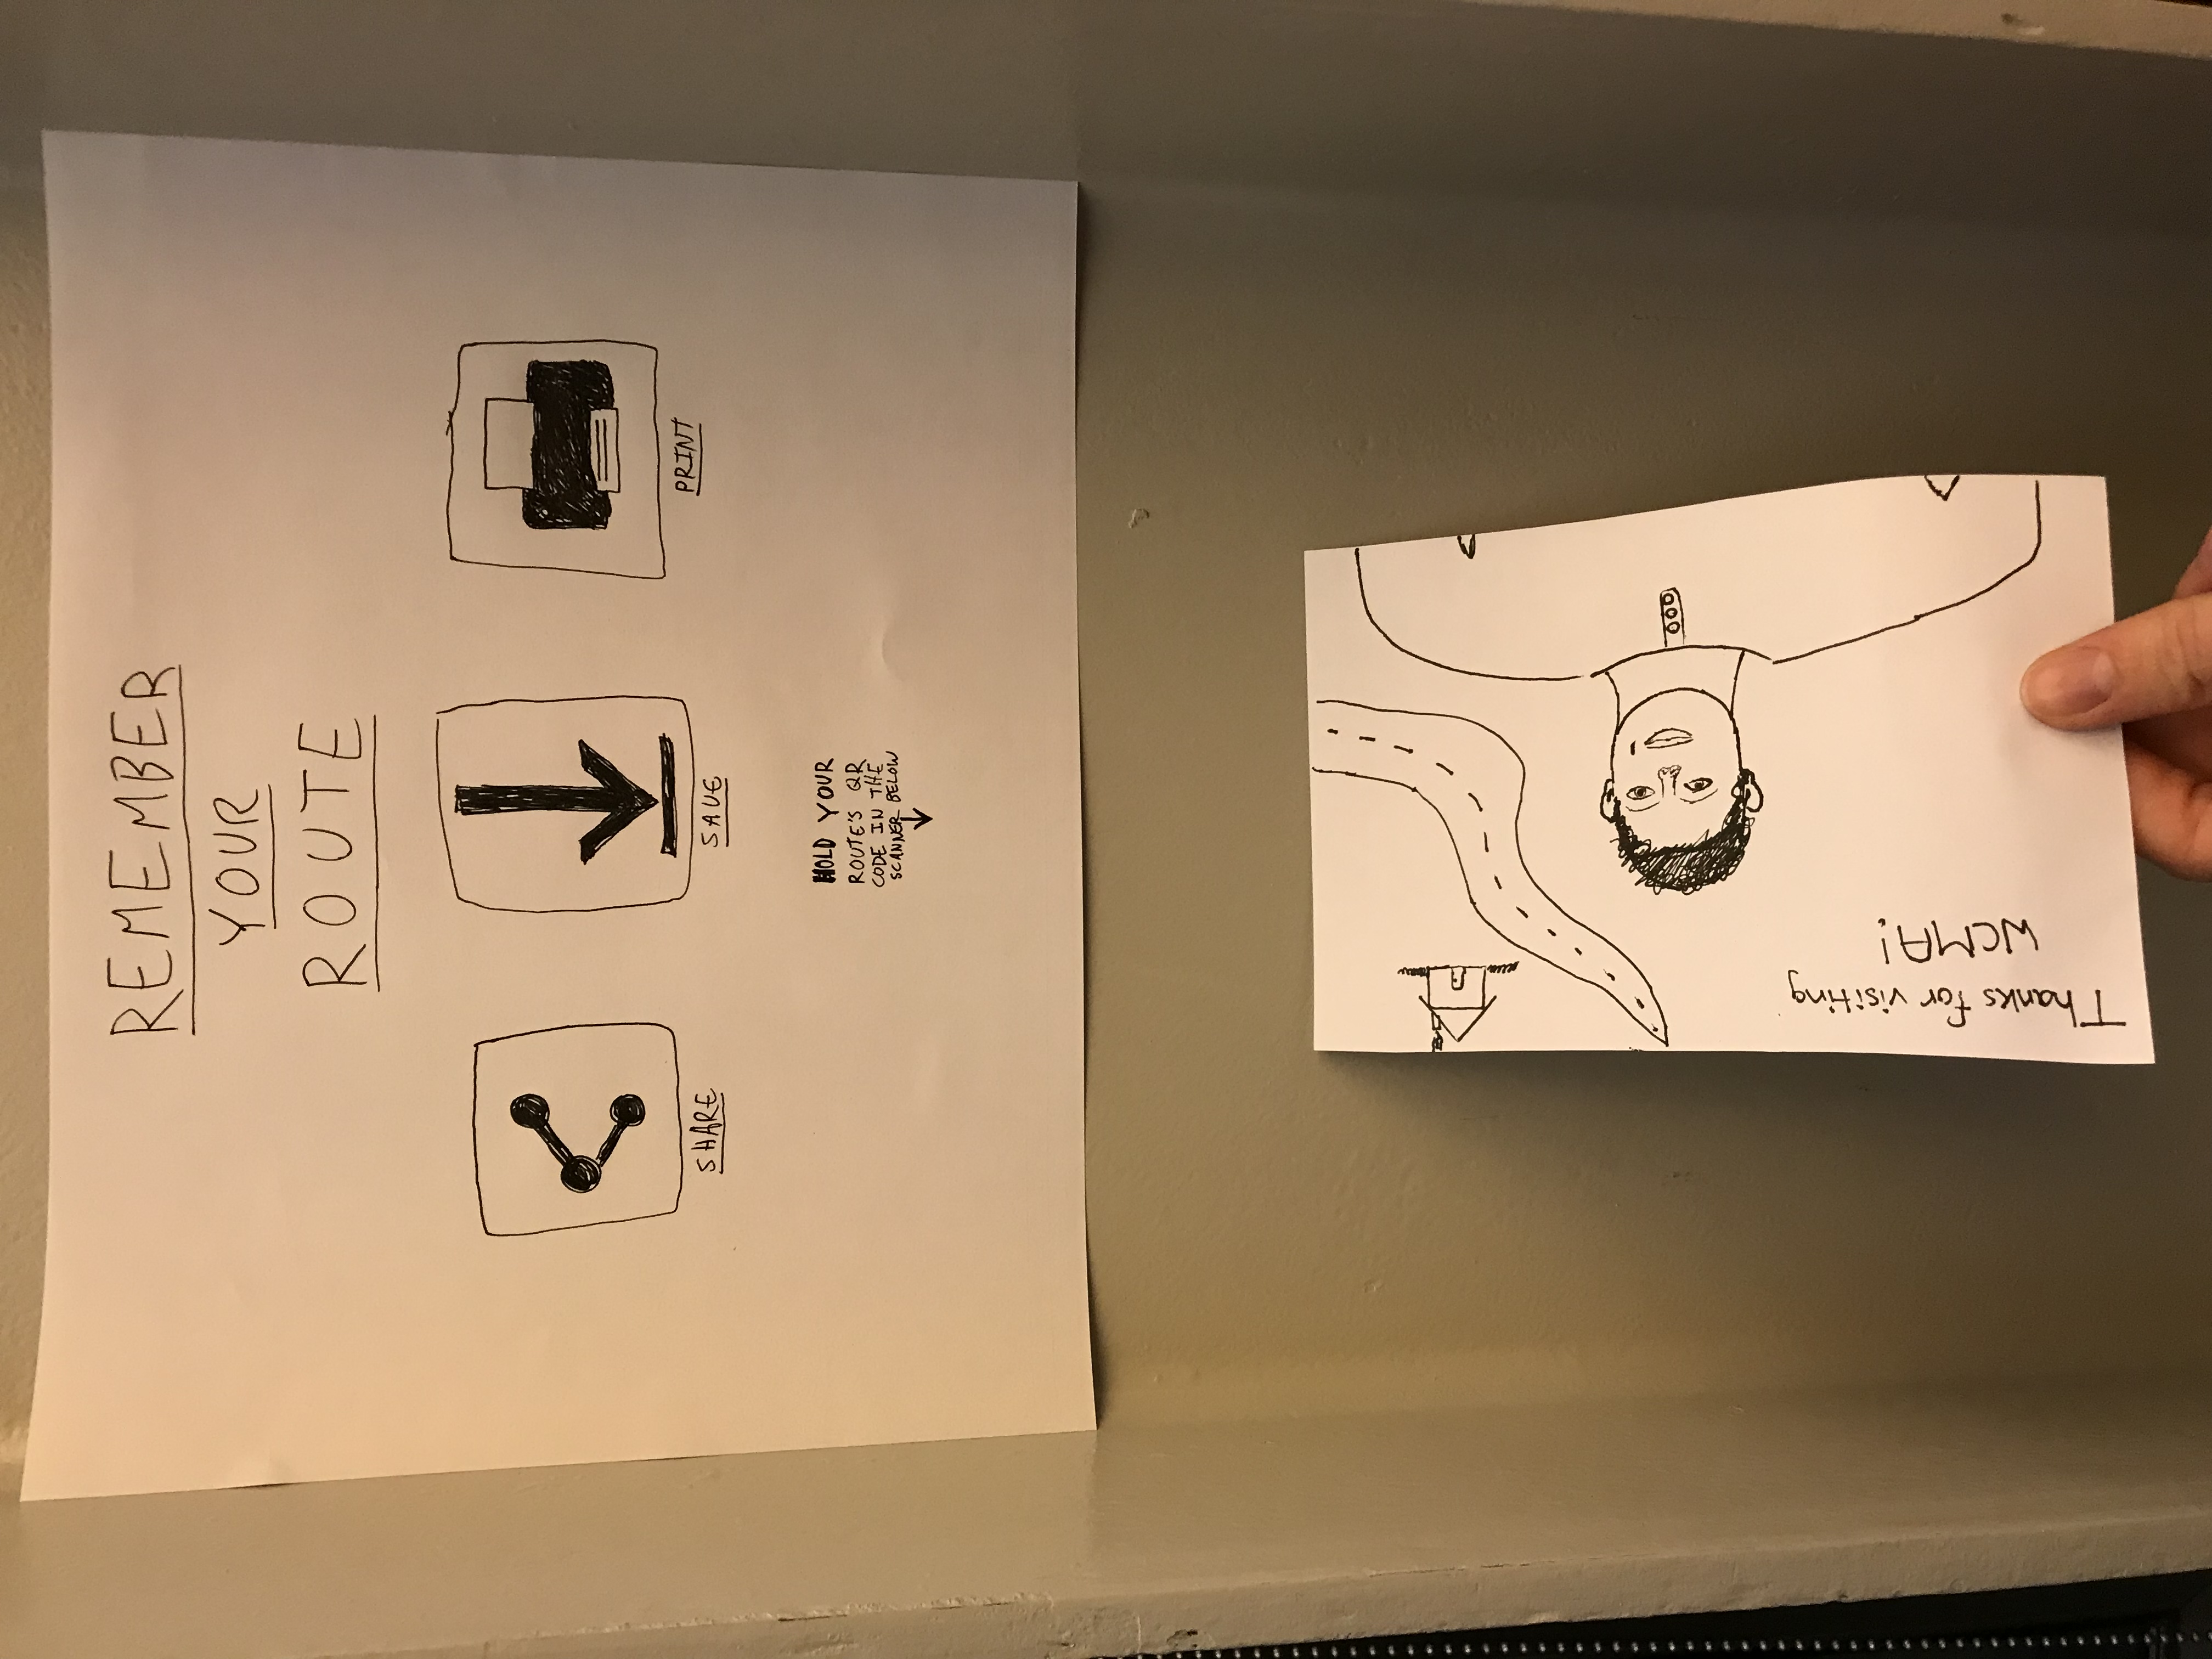 REMEMBER
YOUR
ROUTE
SHARE
SAVE
PRINT
HOLD YOUR
ROUTE'S QR
CODE IN THE
SCANNER BELOW
Thanks for visiting
WCMA!